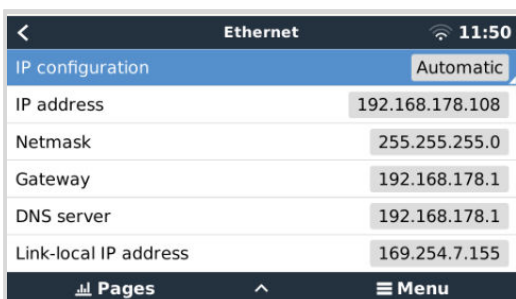 Ethernet 11:50
IP configuration Automatic
IP address 192.168.178.108
Netmask 255.255.255.0
Gateway 192.168.178.1
DNS server 192.168.178.1
Link-local IP address 169.254.7.155
Pages Menu